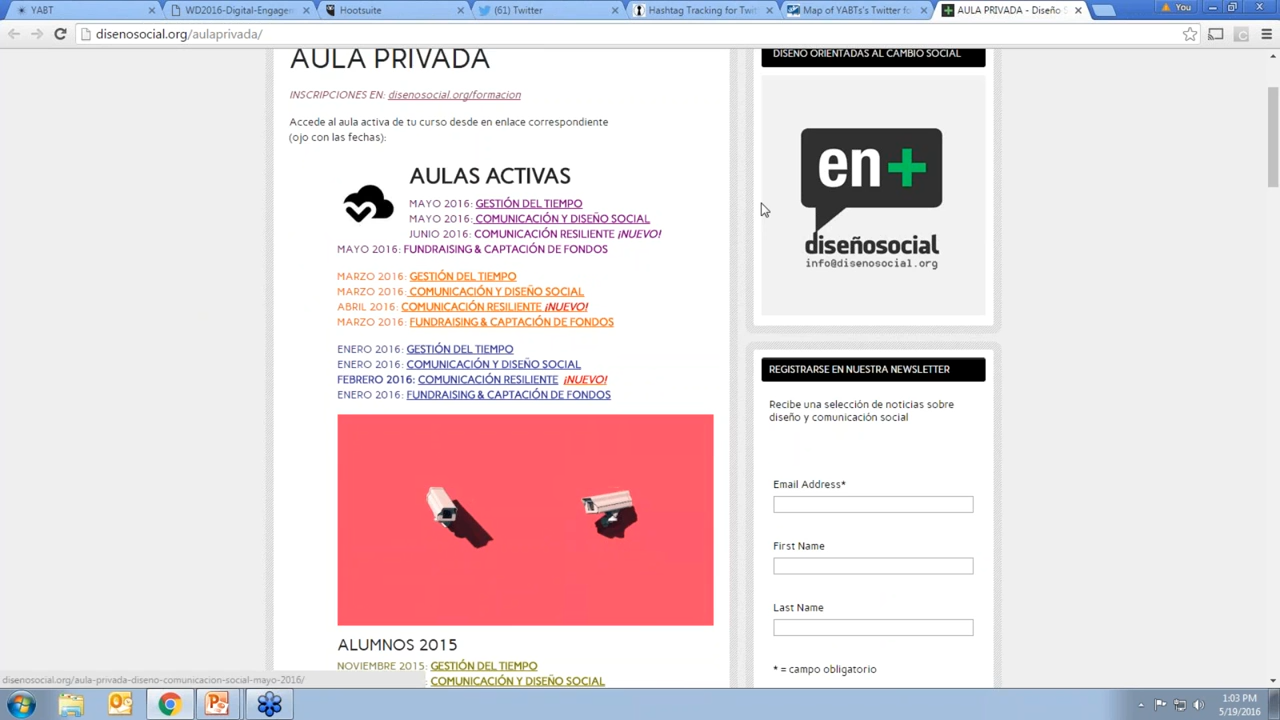 YABT
WD2016-Digital-Engagem
Hootsuite
(61) Twitter
Hashtag Tracking for Tw
Map of YABTs's Twitter fo
AULA PRIVADA - Diseño S
You
disenosocial.org/aulaprivada/
AULA PRIVADA
INSCRIPCIONES EN: disenosocial.org/formacion
Accede al aula activa de tu curso desde en enlace correspondiente
(ojo con las fechas):
AULAS ACTIVAS
MAYO 2016: GESTIÓN DEL TIEMPO
MAYO 2016: COMUNICACIÓN Y DISEÑO SOCIAL
JUNIO 2016: COMUNICACIÓN RESILIENTE ¡NUEVO!
MAYO 2016: FUNDRAISING & CAPTACIÓN DE FONDOS
MARZO 2016: GESTIÓN DEL TIEMPO
MARZO 2016: COMUNICACIÓN Y DISEÑO SOCIAL
ABRIL 2016: COMUNICACIÓN RESILIENTE ¡NUEVO!
MARZO 2016: FUNDRAISING & CAPTACIÓN DE FONDOS
ENERO 2016: GESTIÓN DEL TIEMPO
ENERO 2016: COMUNICACIÓN Y DISEÑO SOCIAL
FEBRERO 2016: COMUNICACIÓN RESILIENTE ¡NUEVO!
ENERO 2016: FUNDRAISING & CAPTACIÓN DE FONDOS
ALUMNOS 2015
NOVIEMBRE 2015: GESTIÓN DEL TIEMPO
COMUNICACIÓN Y DISEÑO SOCIAL
DISEÑO ORIENTADAS AL CAMBIO SOCIAL
en+
diseñosocial
info@disenosocial.org
REGISTRARSE EN NUESTRA NEWSLETTER
Recibe una selección de noticias sobre
diseño y comunicación social
Email Address*
First Name
Last Name
* = campo obligatorio
disenosocial.org/aula-privada-diseno-comunicacion-social-mayo-2016/
1:03 PM
5/19/2016